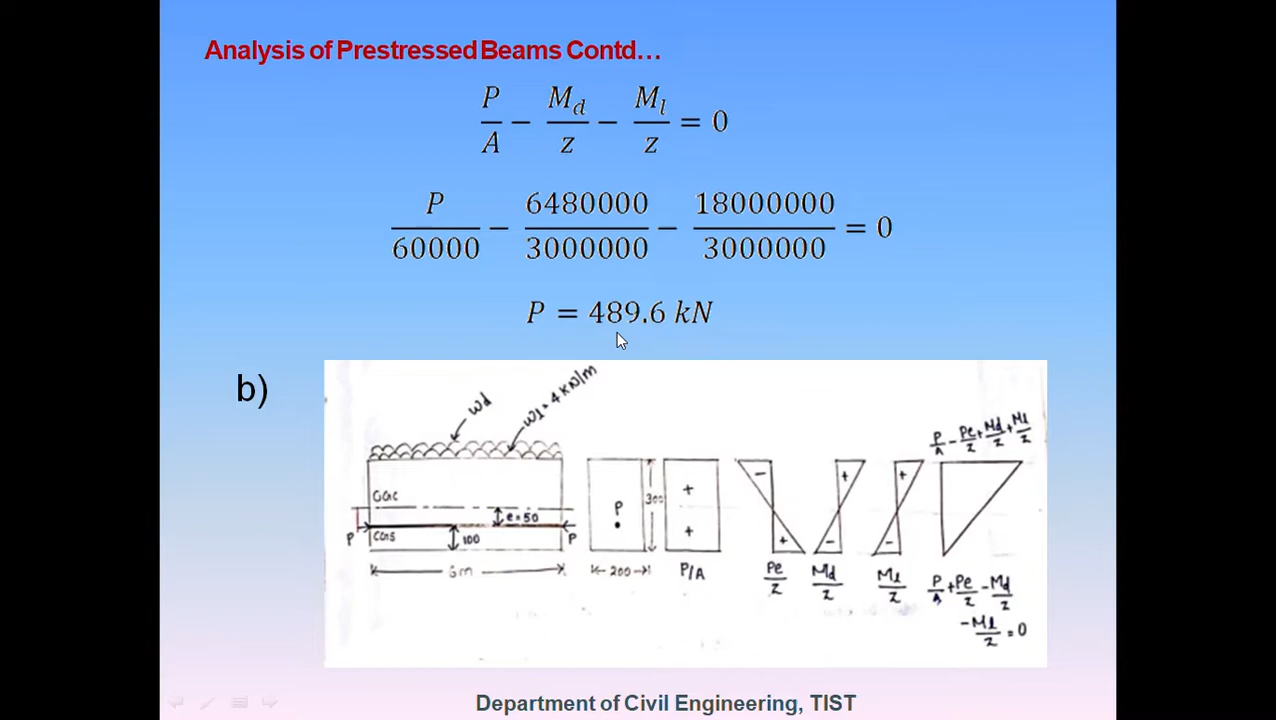 Analysis of Prestressed Beams Contd…
P/A − M_d/z − M_l/z = 0
P/60000 − 6480000/3000000 − 18000000/3000000 = 0
P = 489.6 kN
b)
wd
wl = 4 kN/m
P/A - Pe/z + Md/z + Ml/z
e=50
P
100
P
6m
P
300
200
+
+
P/A
−
+
Pe/z
+
−
Md/z
+
−
Ml/z
P/A + Pe/z - Md/z
- Ml/z = 0
Department of Civil Engineering, TIST